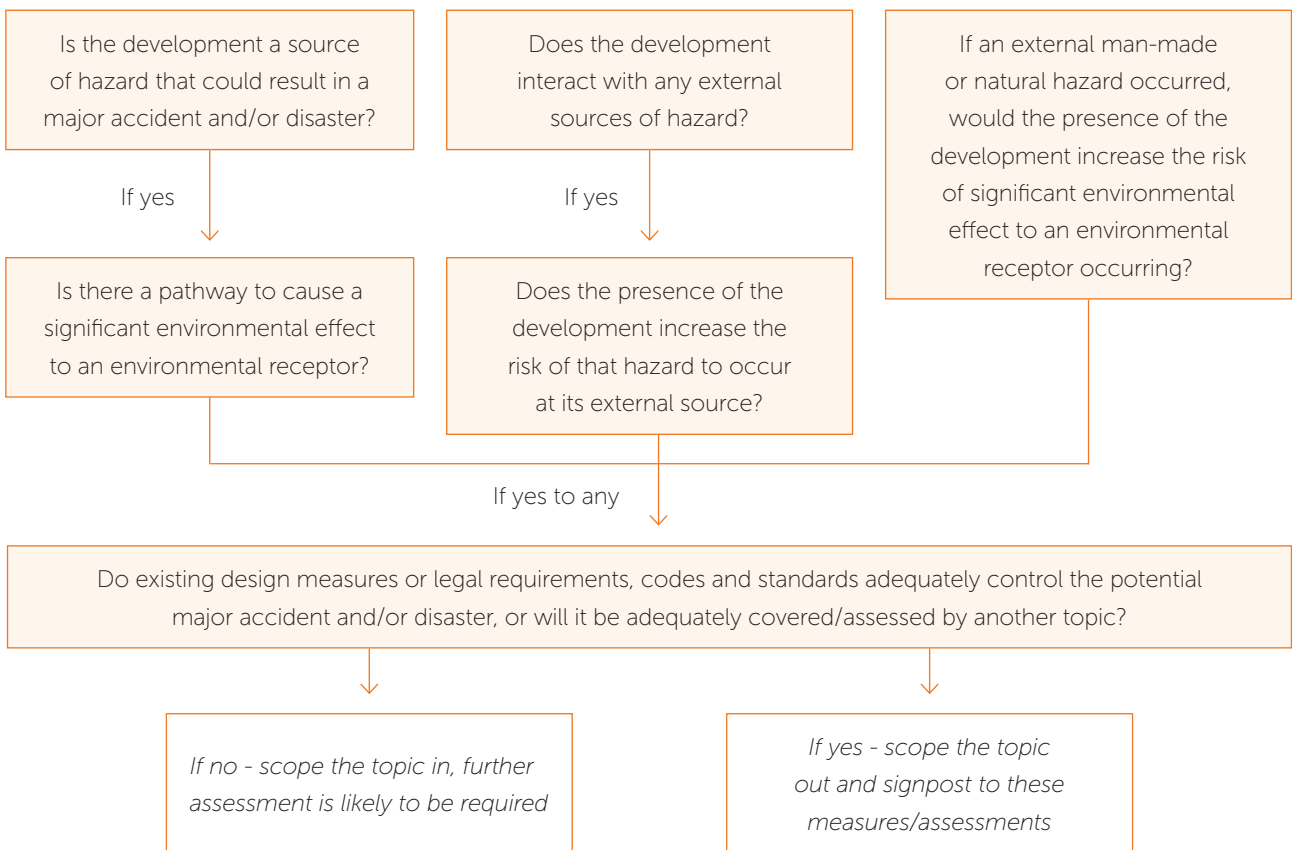 Is the development a source
of hazard that could result in a
major accident and/or disaster?
If yes
Is there a pathway to cause a
significant environmental effect
to an environmental receptor?
Does the development
interact with any external
sources of hazard?
If yes
Does the presence of the
development increase the
risk of that hazard to occur
at its external source?
If an external man-made
or natural hazard occurred,
would the presence of the
development increase the risk
of significant environmental
effect to an environmental
receptor occurring?
If yes to any
Do existing design measures or legal requirements, codes and standards adequately control the potential
major accident and/or disaster, or will it be adequately covered/assessed by another topic?
If no - scope the topic in, further
assessment is likely to be required
If yes - scope the topic
out and signpost to these
measures/assessments